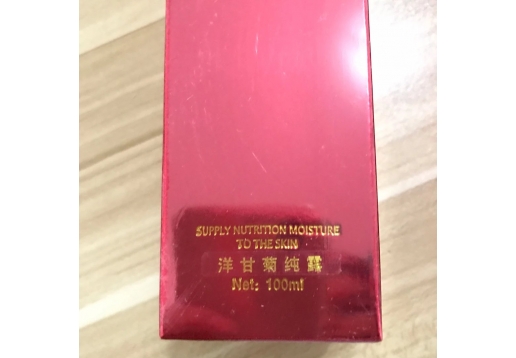 SUPPLY NUTRITION MOISTURE
TO THE SKIN
洋甘菊纯露
Net: 100ml